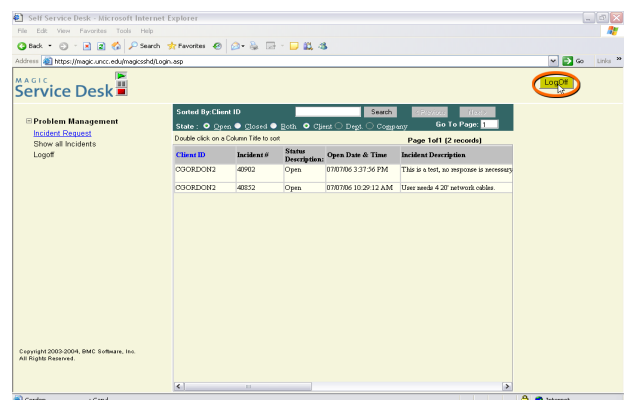 Self Service Desk - Microsoft Internet Explorer
File Edit View Favorites Tools Help
Back Search Favorites
Address https://magic.uncc.edu/magicsshd/Login.asp Go Links »
MAGIC
Service Desk
LogOff
Problem Management
Incident Request
Show all Incidents
Logoff
Sorted By:Client ID Search
State : Open Closed Both Client Dept. Company Go To Page: 1
Double click on a Column Title to sort Page 1of1 (2 records)
Client ID Incident # Status Description: Open Date & Time Incident Description
CGORDON2 40902 Open 07/07/06 3:37:56 PM This is a test, no response is necessary
CGORDON2 40852 Open 07/07/06 10:29:12 AM User needs 4 20' network cables.
Copyright 2003-2004, BMC Software, Inc.
All Rights Reserved.
Internet